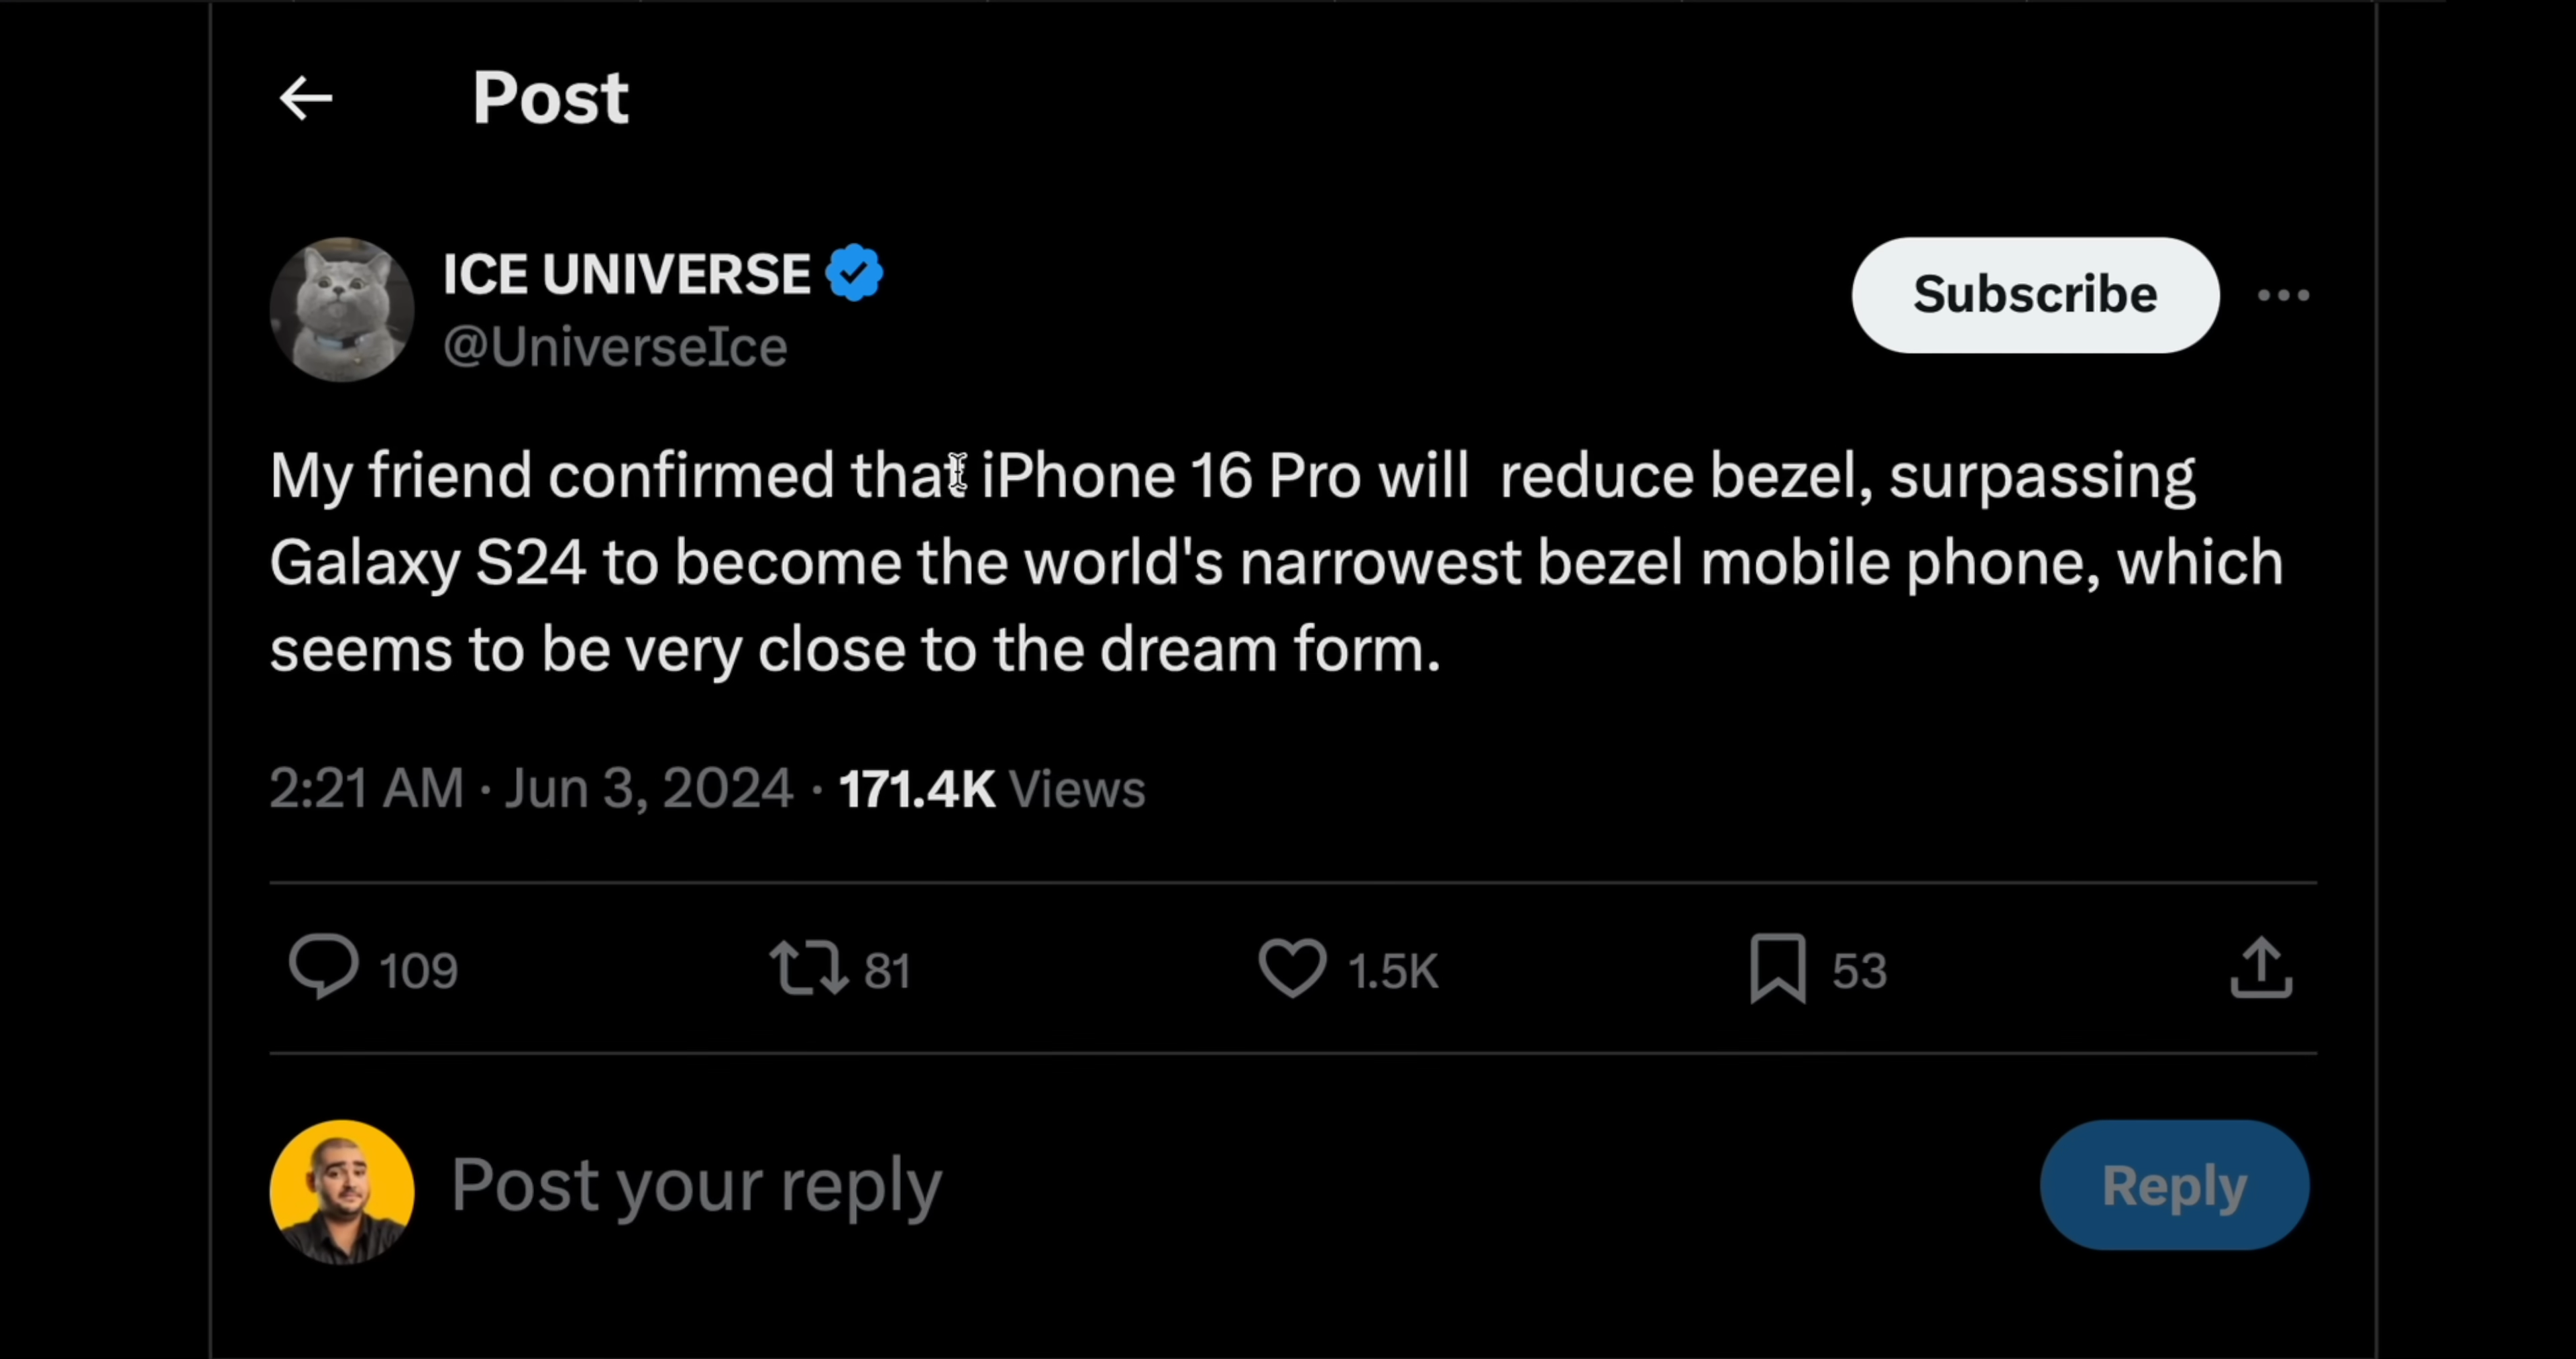 Post
ICE UNIVERSE
@UniverseIce
Subscribe
My friend confirmed that iPhone 16 Pro will  reduce bezel, surpassing
Galaxy S24 to become the world's narrowest bezel mobile phone, which
seems to be very close to the dream form.
2:21 AM · Jun 3, 2024 · 171.4K Views
109 81 1.5K 53
Post your reply
Reply